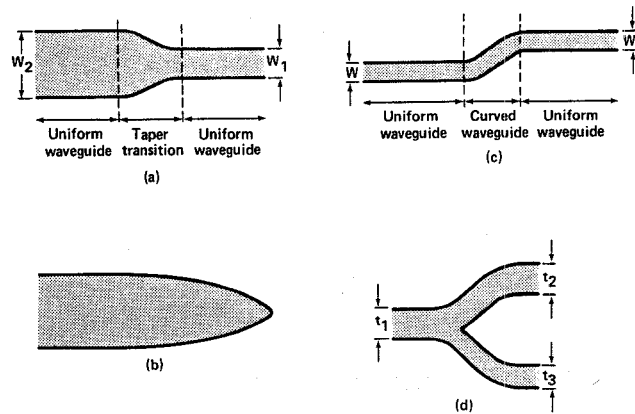 W2
W1
Uniform
waveguide
Taper
transition
Uniform
waveguide
(a)
W
W
Uniform
waveguide
Curved
waveguide
Uniform
waveguide
(c)
(b)
t1
t2
t3
(d)